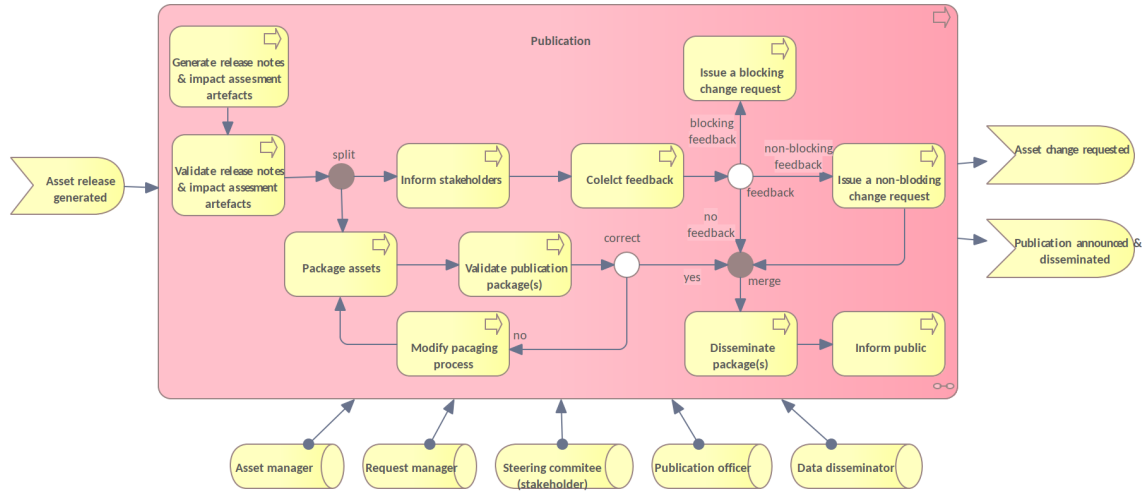 Publication
Generate release notes
& impact assesment
artefacts
Issue a blocking
change request
Asset release
generated
Validate release notes
& impact assesment
artefacts
split
Inform stakeholders
Colelct feedback
blocking
feedback
non-blocking
feedback
feedback
Issue a non-blocking
change request
Asset change requested
no
feedback
Package assets
Validate publication
package(s)
correct
yes
merge
Publication announced &
disseminated
Modify pacaging
process
no
Disseminate
package(s)
Inform public
Asset manager
Request manager
Steering commitee
(stakeholder)
Publication officer
Data disseminator